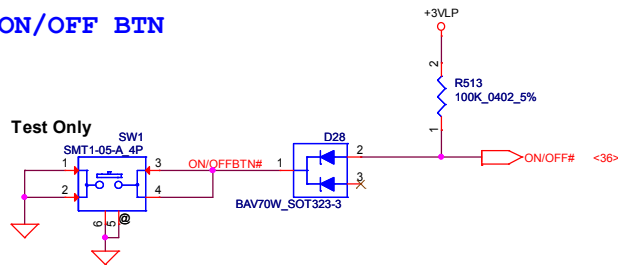 ON/OFF BTN
+3VLP
2
R513
100K_0402_5%
1
Test Only
SW1
SMT1-05-A_4P
1
3
2
4
6
5
@
ON/OFFBTN#
D28
1
2
3
BAV70W_SOT323-3
ON/OFF# <36>